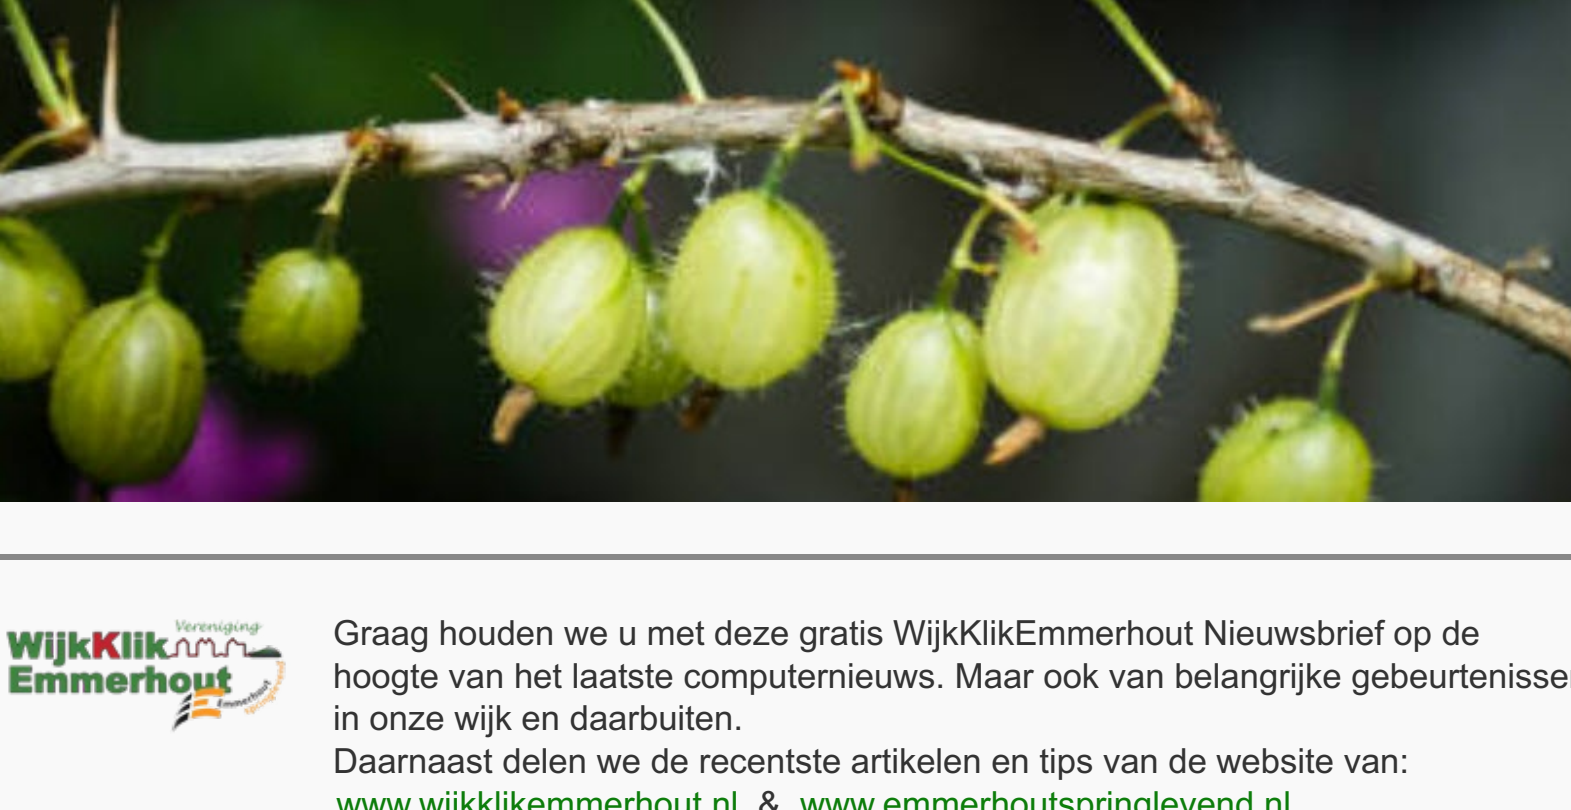 Vereniging
WijkKlik
Emmerhout
Emmerhout
springlevend
Graag houden we u met deze gratis WijkKlikEmmerhout Nieuwsbrief op de
hoogte van het laatste computernieuws. Maar ook van belangrijke gebeurtenissen
in onze wijk en daarbuiten.
Daarnaast delen we de recentste artikelen en tips van de website van:
www.wijkklikemmerhout.nl & www.emmerhoutspringlevend.nl